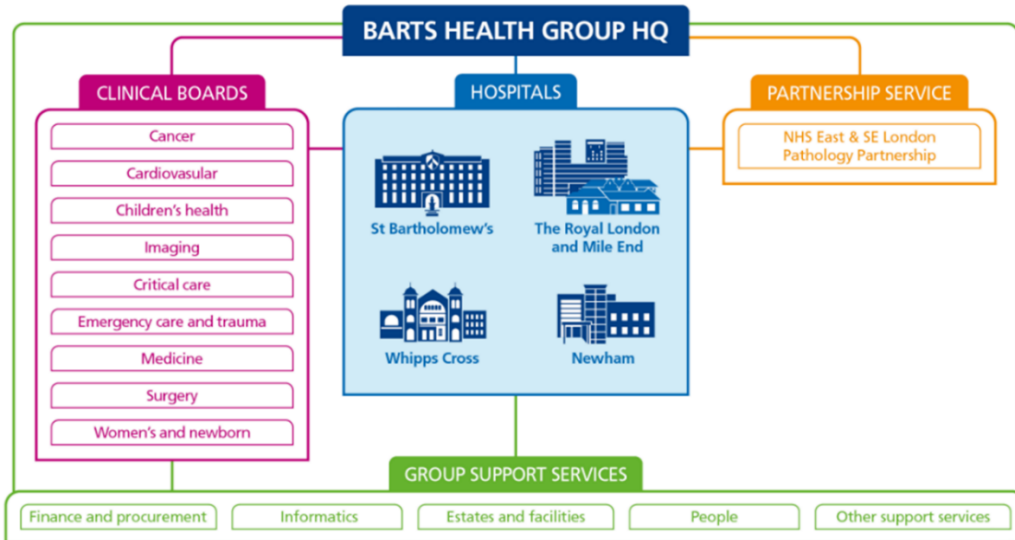 BARTS HEALTH GROUP HQ
CLINICAL BOARDS
Cancer
Cardiovasular
Children's health
Imaging
Critical care
Emergency care and trauma
Medicine
Surgery
Women's and newborn
HOSPITALS
St Bartholomew's
The Royal London
and Mile End
Whipps Cross
Newham
PARTNERSHIP SERVICE
NHS East & SE London
Pathology Partnership
GROUP SUPPORT SERVICES
Finance and procurement
Informatics
Estates and facilities
People
Other support services